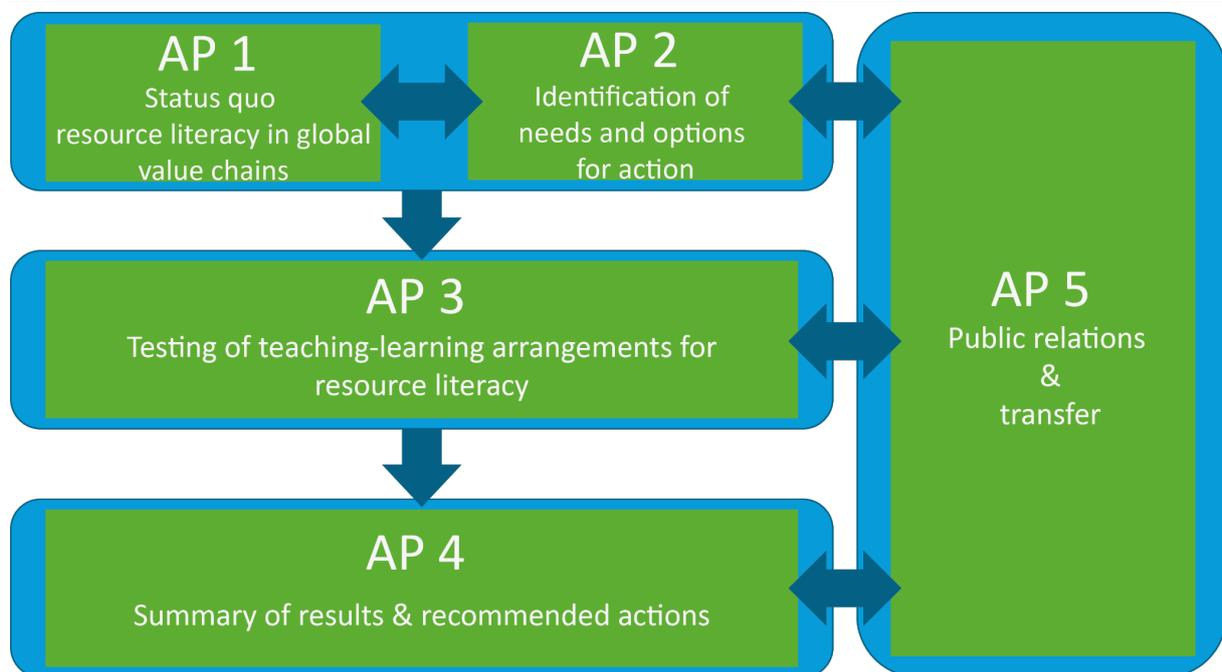 AP 1
Status quo
resource literacy in global
value chains
AP 2
Identification of
needs and options
for action
AP 3
Testing of teaching-learning arrangements for
resource literacy
AP 4
Summary of results & recommended actions
AP 5
Public relations
&
transfer